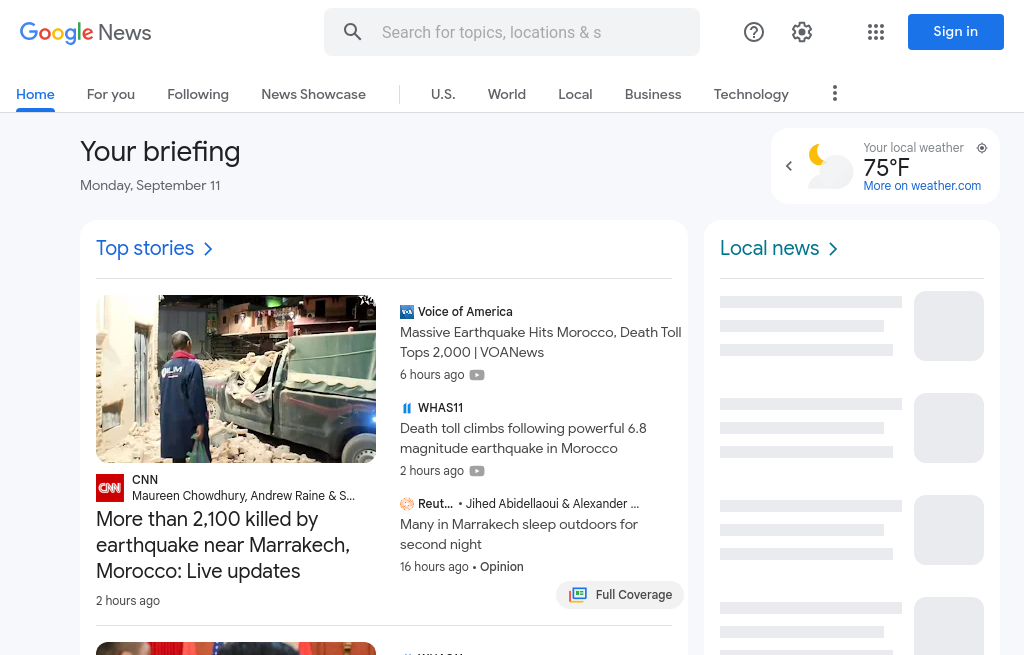 Google News
Search for topics, locations & s
Sign in
Home
For you
Following
News Showcase
U.S.
World
Local
Business
Technology
Your briefing
Monday, September 11
Your local weather
75°F
More on weather.com
Top stories
Local news
CNN
CNN
Maureen Chowdhury, Andrew Raine & S...
More than 2,100 killed by
earthquake near Marrakech,
Morocco: Live updates
2 hours ago
VOA
Voice of America
Massive Earthquake Hits Morocco, Death Toll
Tops 2,000 | VOANews
6 hours ago
WHAS11
Death toll climbs following powerful 6.8
magnitude earthquake in Morocco
2 hours ago
Reut... • Jihed Abidellaoui & Alexander ...
Many in Marrakech sleep outdoors for
second night
16 hours ago • Opinion
Full Coverage